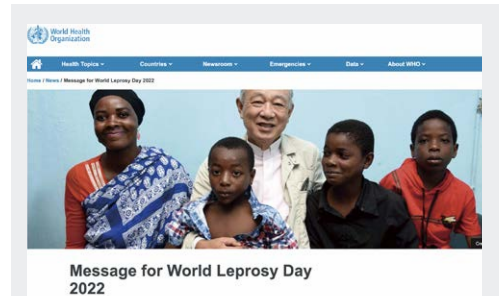 World Health
Organization
Health Topics
Countries
Newsroom
Emergencies
Data
About WHO
Home / News / Message for World Leprosy Day 2022
Message for World Leprosy Day
2022